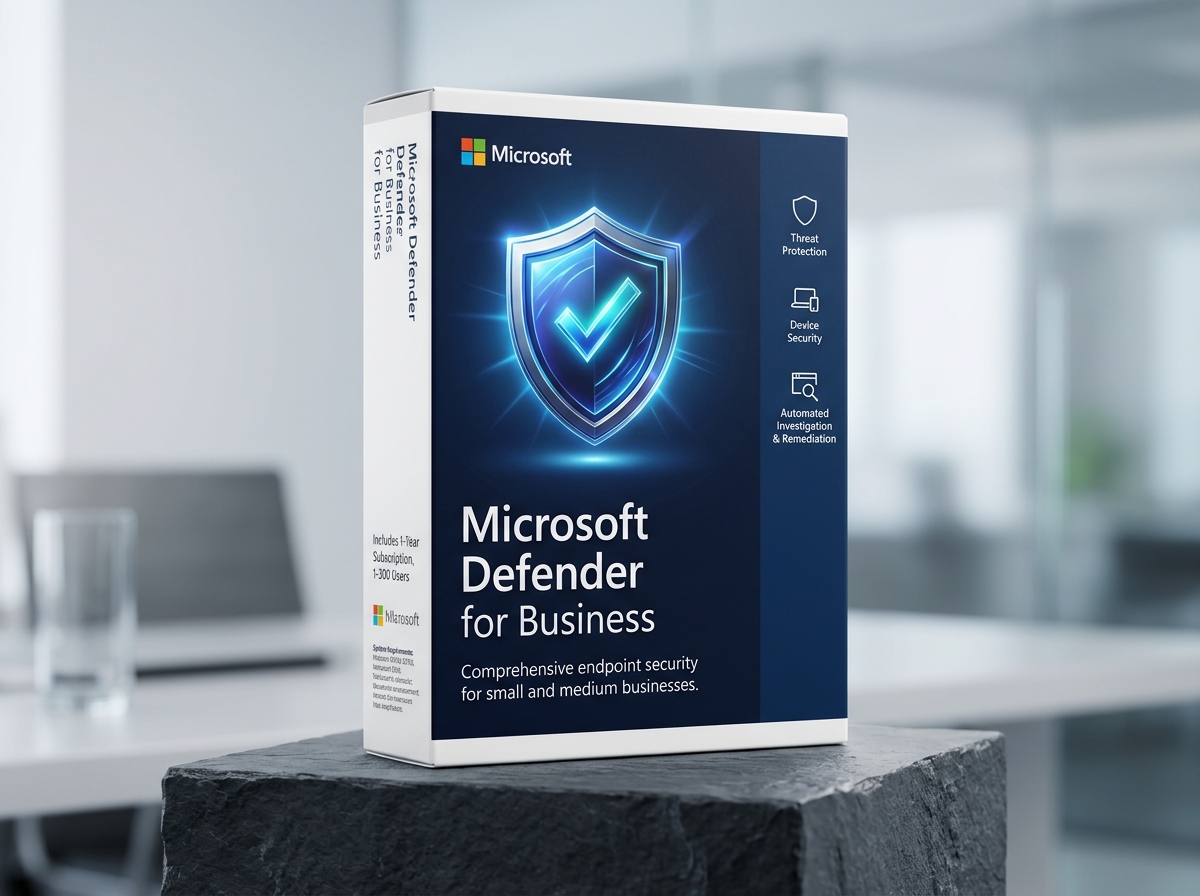 Microsoft Defender
Defender
for Business
for Business
Includes 1-Year
Subscription,
1-300 Users
Microsoft
Microsoft
Defender
for Business
Comprehensive endpoint security
for small and medium businesses.
Threat
Protection
Device
Security
Automated
Investigation
& Remediation